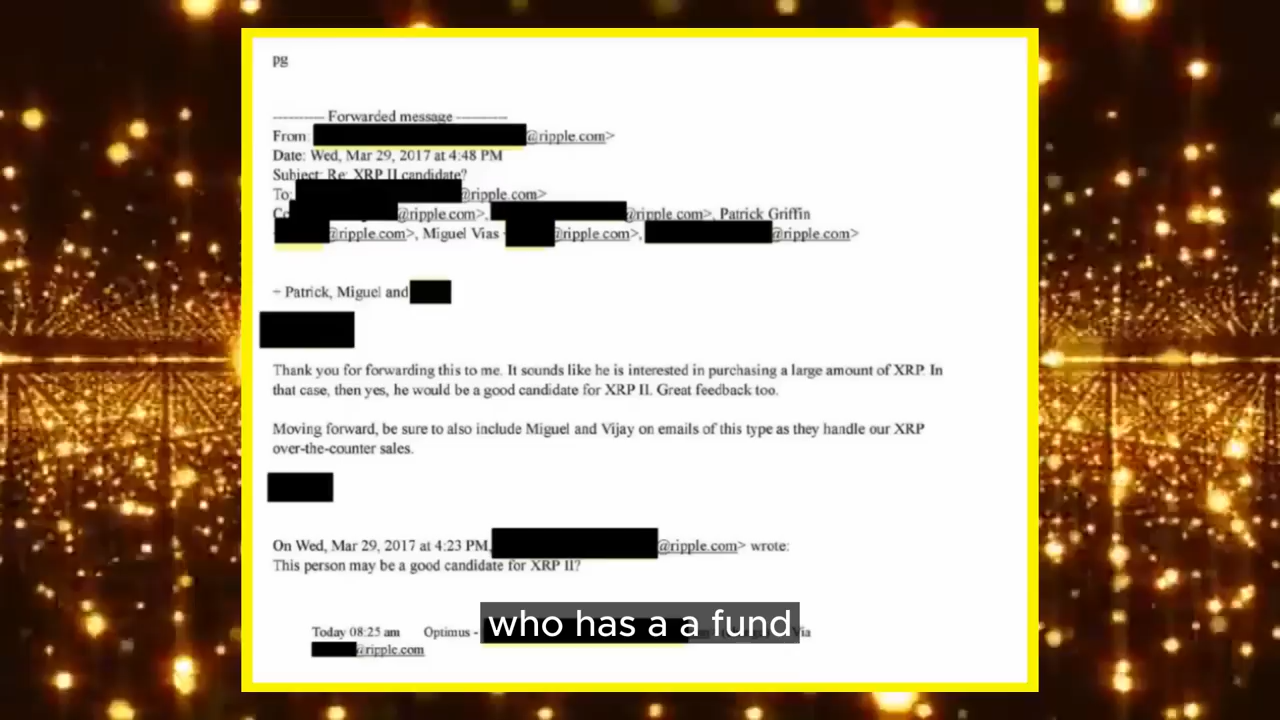 pg
---------- Forwarded message ----------
From: @ripple.com>
Date: Wed, Mar 29, 2017 at 4:48 PM
Subject: Re: XRP II candidate?
To: @ripple.com>
Cc @ripple.com>, @ripple.com>, Patrick Griffin
@ripple.com>, Miguel Vias @ripple.com>, @ripple.com>
+ Patrick, Miguel and
Thank you for forwarding this to me. It sounds like he is interested in purchasing a large amount of XRP. In
that case, then yes, he would be a good candidate for XRP II. Great feedback too.
Moving forward, be sure to also include Miguel and Vijay on emails of this type as they handle our XRP
over-the-counter sales.
On Wed, Mar 29, 2017 at 4:23 PM, @ripple.com> wrote:
This person may be a good candidate for XRP II?
who has a a fund
Today 08:25 am Optimus - Via
@ripple.com